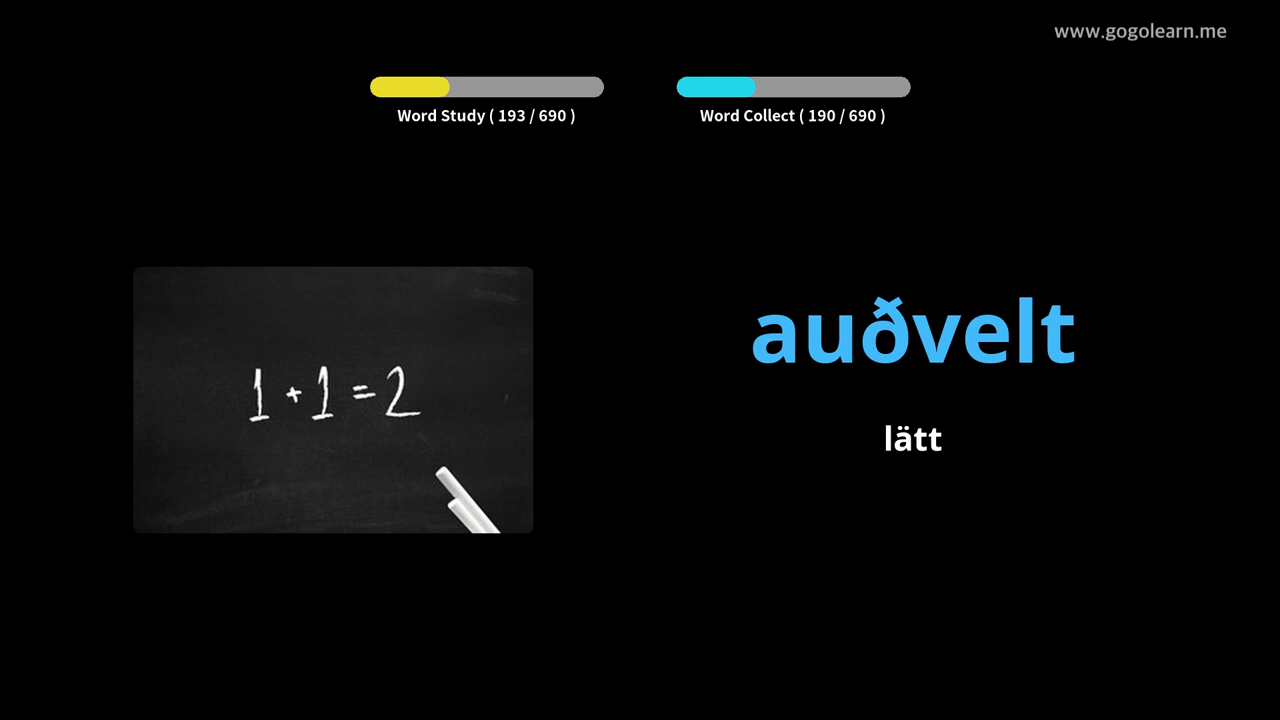 www.gogolearn.me
Word Study ( 193 / 690 )
Word Collect ( 190 / 690 )
1 + 1 = 2
auðvelt
lätt